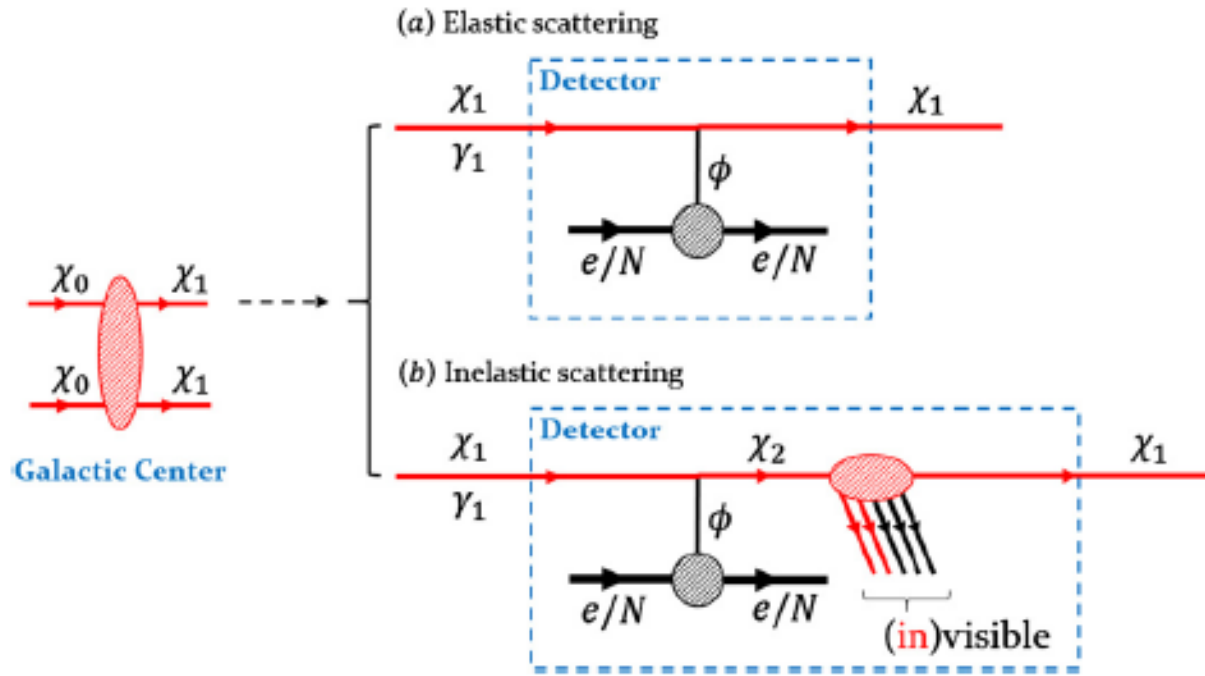 (a) Elastic scattering
Detector
χ₁
χ₁
γ₁
ϕ
e/N
e/N
χ₀
χ₁
χ₀
χ₁
Galactic Center
(b) Inelastic scattering
Detector
χ₁
χ₂
χ₁
γ₁
ϕ
e/N
e/N
(in)visible